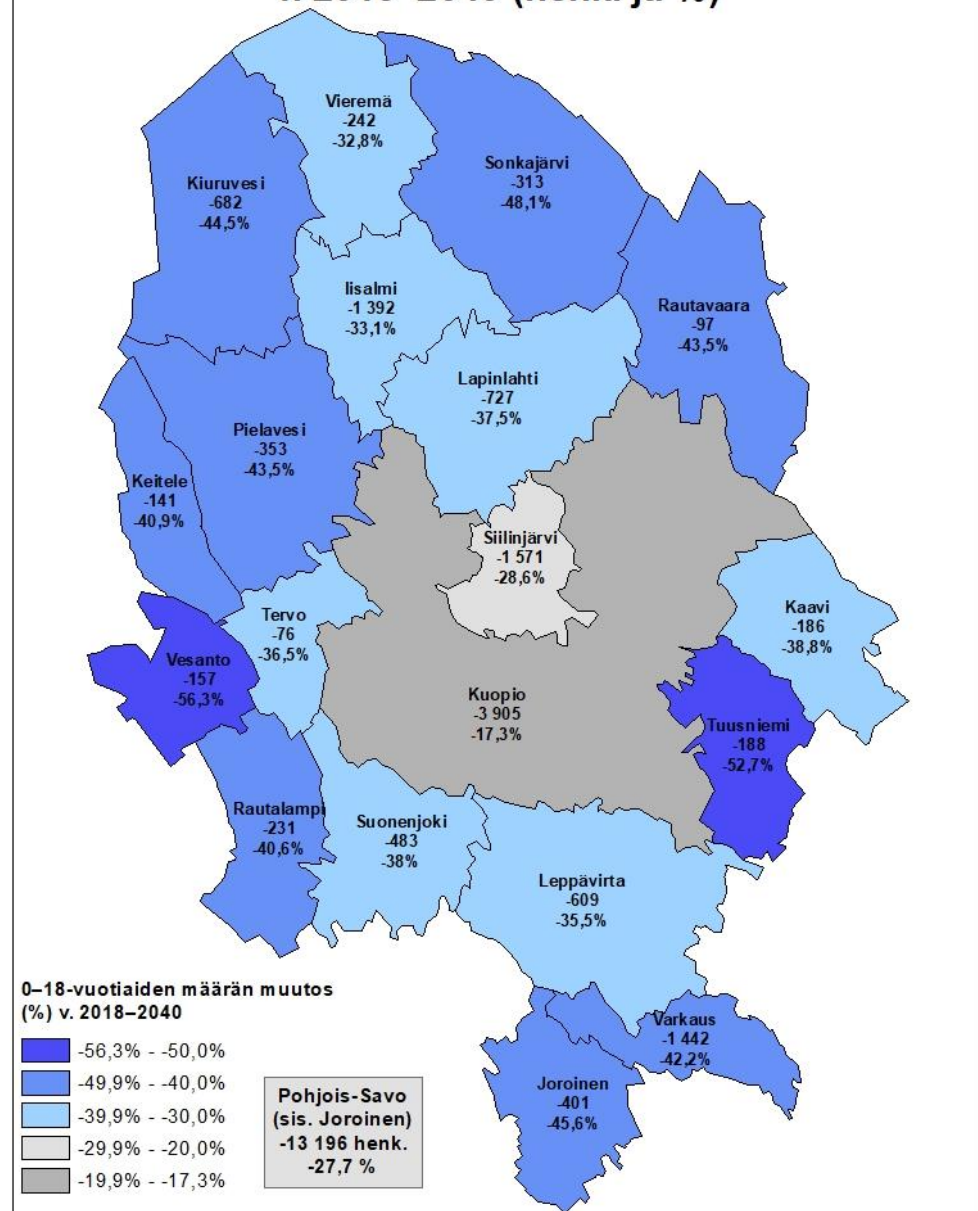 Vieremä
-242
-32,8%
Sonkajärvi
-313
-48,1%
Kiuruvesi
-682
-44,5%
Iisalmi
-1 392
-33,1%
Rautavaara
-97
-43,5%
Lapinlahti
-727
-37,5%
Pielavesi
-353
-43,5%
Keitele
-141
-40,9%
Siilinjärvi
-1 571
-28,6%
Tervo
-76
-36,5%
Kaavi
-186
-38,8%
Vesanto
-157
-56,3%
Kuopio
-3 905
-17,3%
Tuusniemi
-188
-52,7%
Rautalampi
-231
-40,6%
Suonenjoki
-483
-38%
Leppävirta
-609
-35,5%
Varkaus
-1 442
-42,2%
Joroinen
-401
-45,6%
0–18-vuotiaiden määrän muutos
(%) v. 2018–2040
-56,3% - -50,0%
-49,9% - -40,0%
-39,9% - -30,0%
-29,9% - -20,0%
-19,9% - -17,3%
Pohjois-Savo
(sis. Joroinen)
-13 196 henk.
-27,7 %